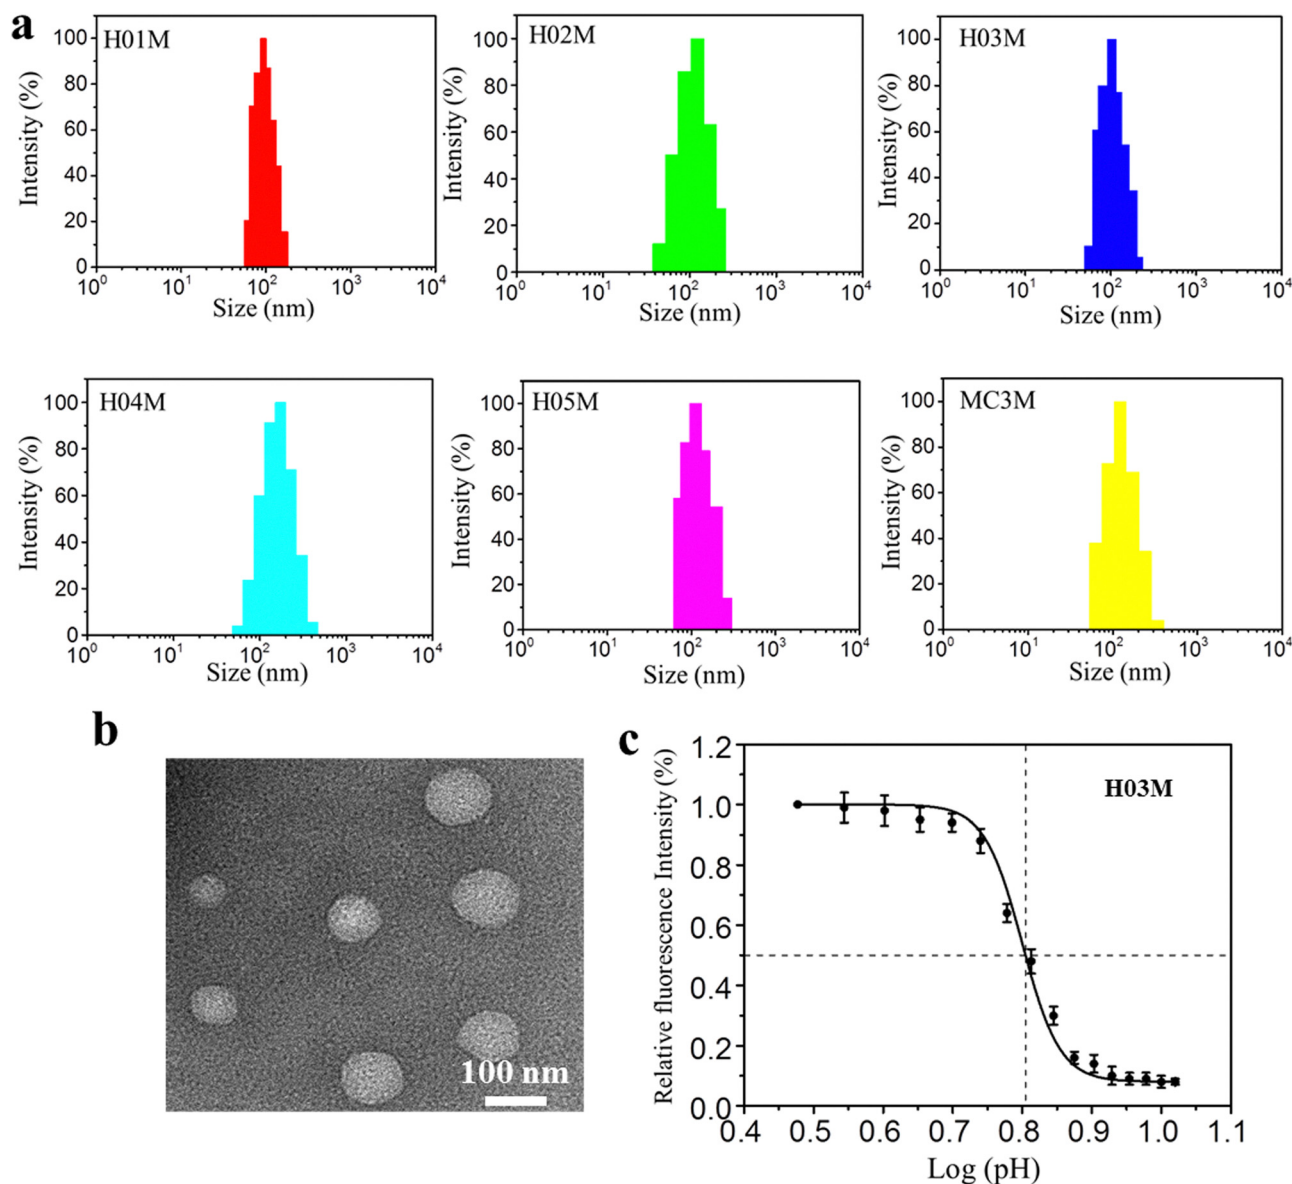 a
H01M
Intensity (%)
100
80
60
40
20
0
10⁰ 10¹ 10² 10³ 10⁴
Size (nm)
H02M
Intensity (%)
100
80
60
40
20
0
10⁰ 10¹ 10² 10³ 10⁴
Size (nm)
H03M
Intensity (%)
100
80
60
40
20
0
10⁰ 10¹ 10² 10³ 10⁴
Size (nm)
H04M
Intensity (%)
100
80
60
40
20
0
10⁰ 10¹ 10² 10³ 10⁴
Size (nm)
H05M
Intensity (%)
100
80
60
40
20
0
10⁰ 10¹ 10² 10³ 10⁴
Size (nm)
MC3M
Intensity (%)
100
80
60
40
20
0
10⁰ 10¹ 10² 10³ 10⁴
Size (nm)
b
100 nm
c
H03M
Relative fluorescence Intensity (%)
1.2
1.0
0.8
0.6
0.4
0.2
0.0
0.4 0.5 0.6 0.7 0.8 0.9 1.0 1.1
Log (pH)